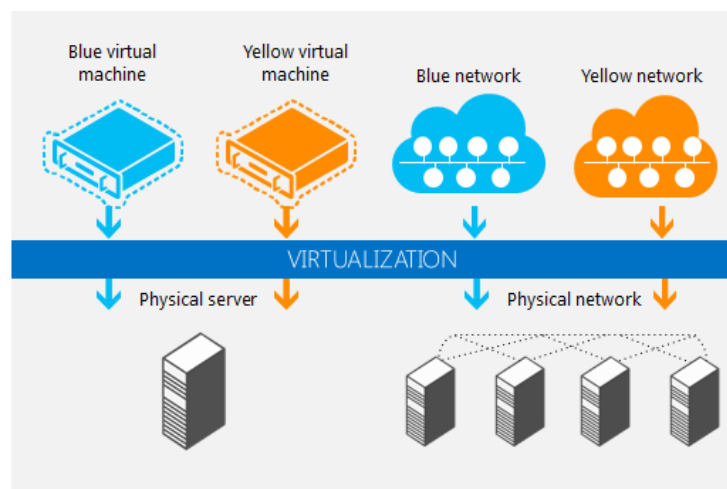 Blue virtual
machine
Yellow virtual
machine
Blue network
Yellow network
VIRTUALIZATION
Physical server
Physical network